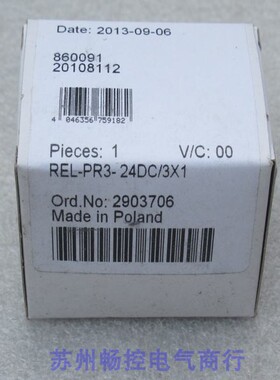 Date: 2013-09-06
860091
20108112
4 046356 759182
Pieces: 1 V/C: 00
REL-PR3- 24DC/3X1
Ord.No: 2903706
Made in Poland
苏州畅控电气商行